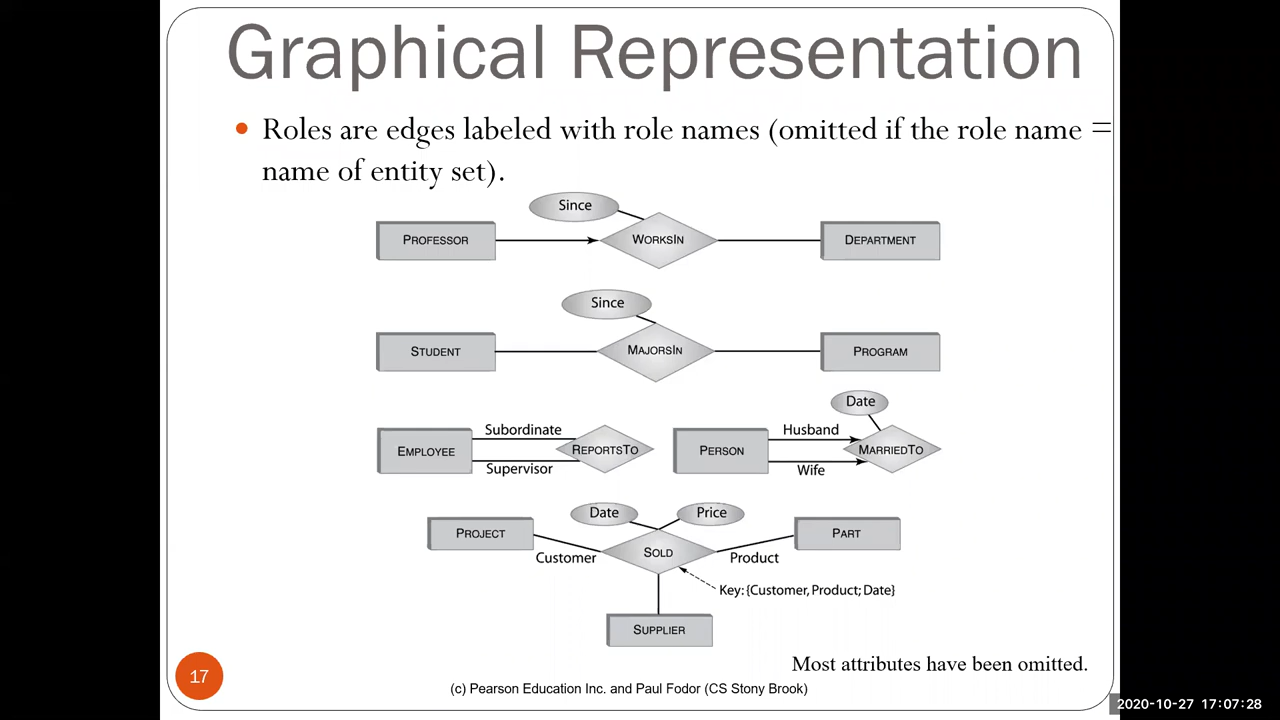 Graphical Representation
• Roles are edges labeled with role names (omitted if the role name =
name of entity set).
Since
PROFESSOR
WORKSIN
DEPARTMENT
Since
STUDENT
MAJORSIN
PROGRAM
Date
EMPLOYEE
Subordinate
Supervisor
REPORTSTO
PERSON
Husband
Wife
MARRIEDTO
Date
Price
PROJECT
Customer
SOLD
Product
PART
Key: {Customer, Product; Date}
SUPPLIER
Most attributes have been omitted.
17
(c) Pearson Education Inc. and Paul Fodor (CS Stony Brook)
2020-10-27 17:07:28